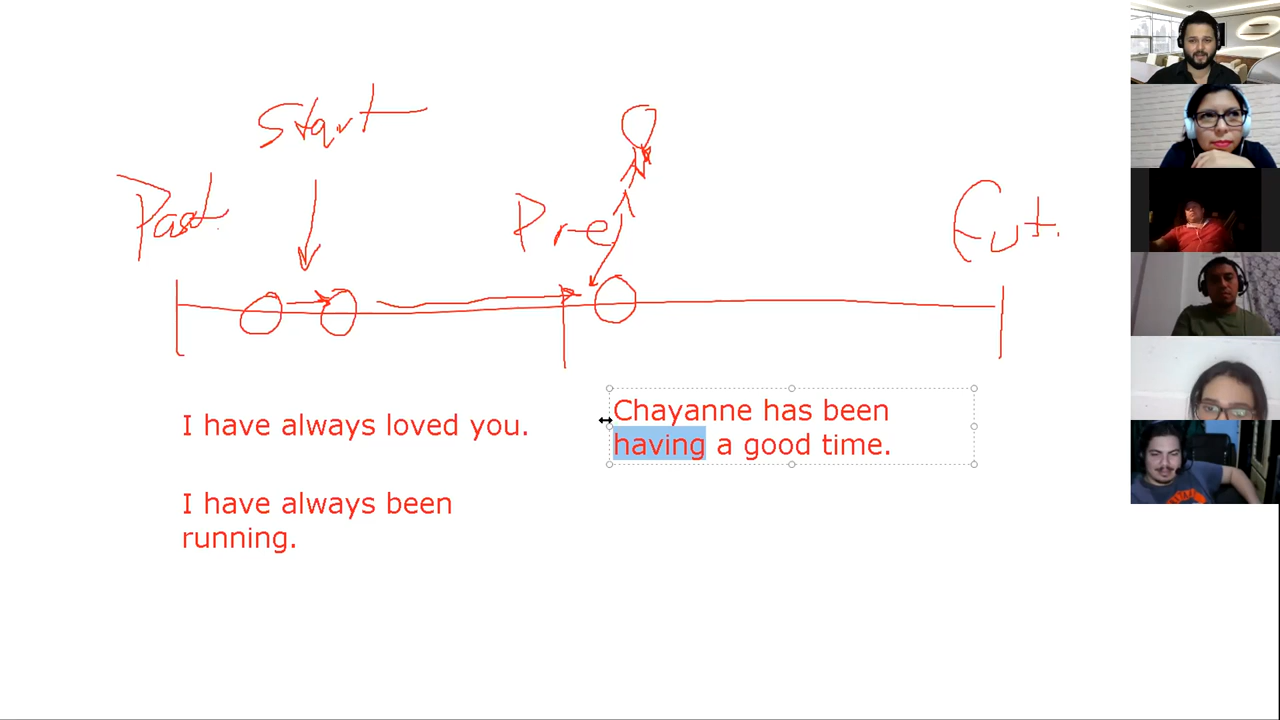 Start
Past
Pre
Fut.
I have always loved you.
I have always been
running.
Chayanne has been
having a good time.